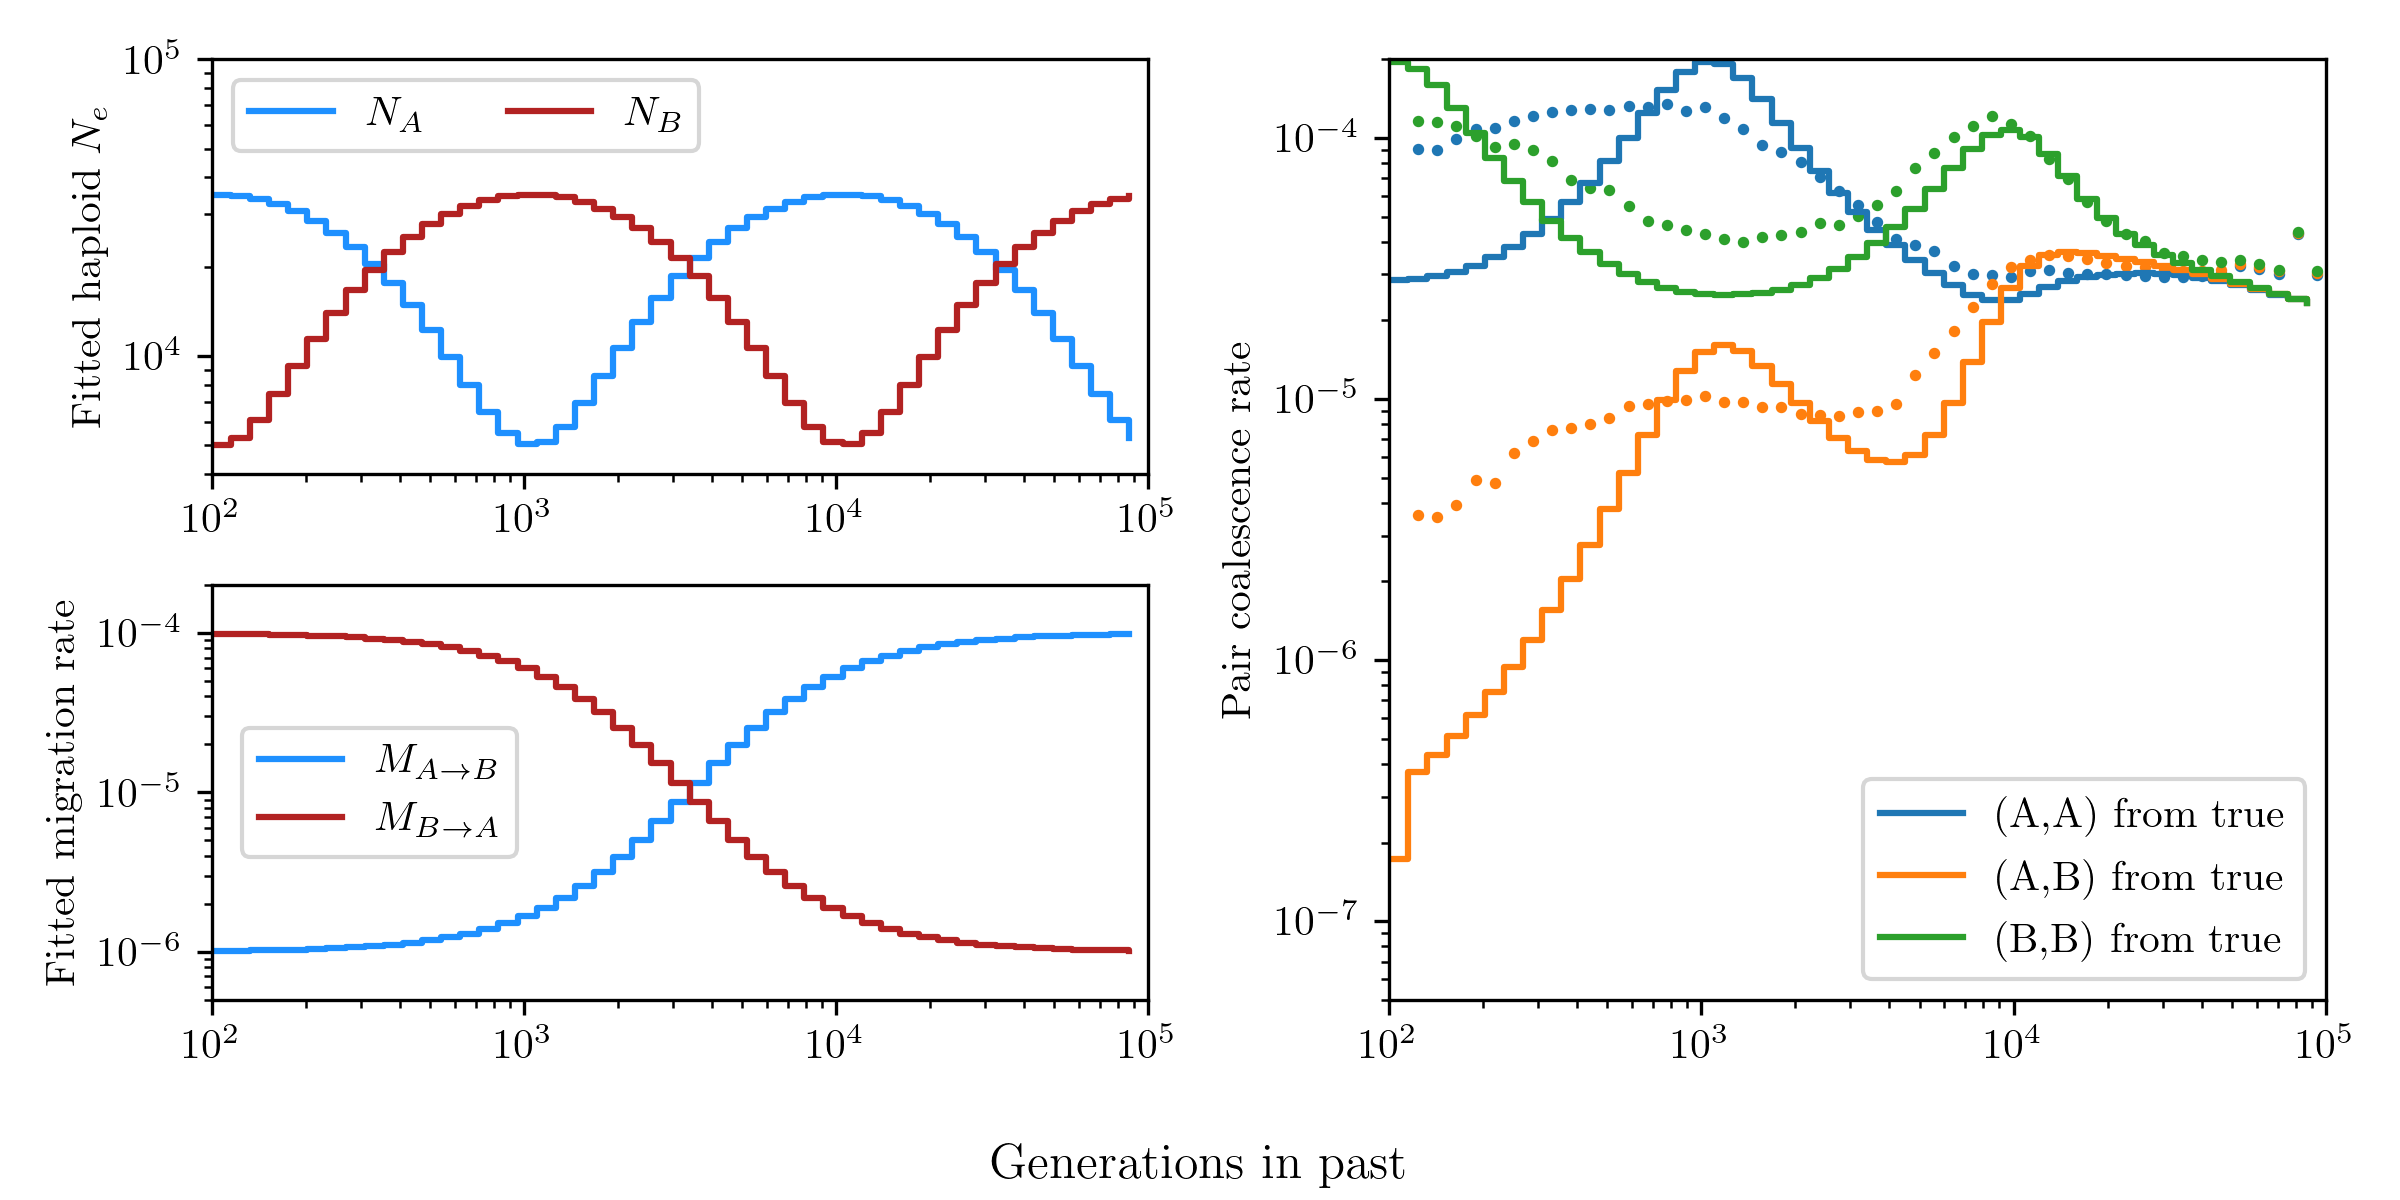 Fitted haploid N_e
10^5
10^4
N_A N_B
10^2 10^3 10^4 10^5
Fitted migration rate
10^−4
10^−5
10^−6
M_{A→B}
M_{B→A}
10^2 10^3 10^4 10^5
Pair coalescence rate
10^−4
10^−5
10^−6
10^−7
(A,A) from true
(A,B) from true
(B,B) from true
10^2 10^3 10^4 10^5
Generations in past